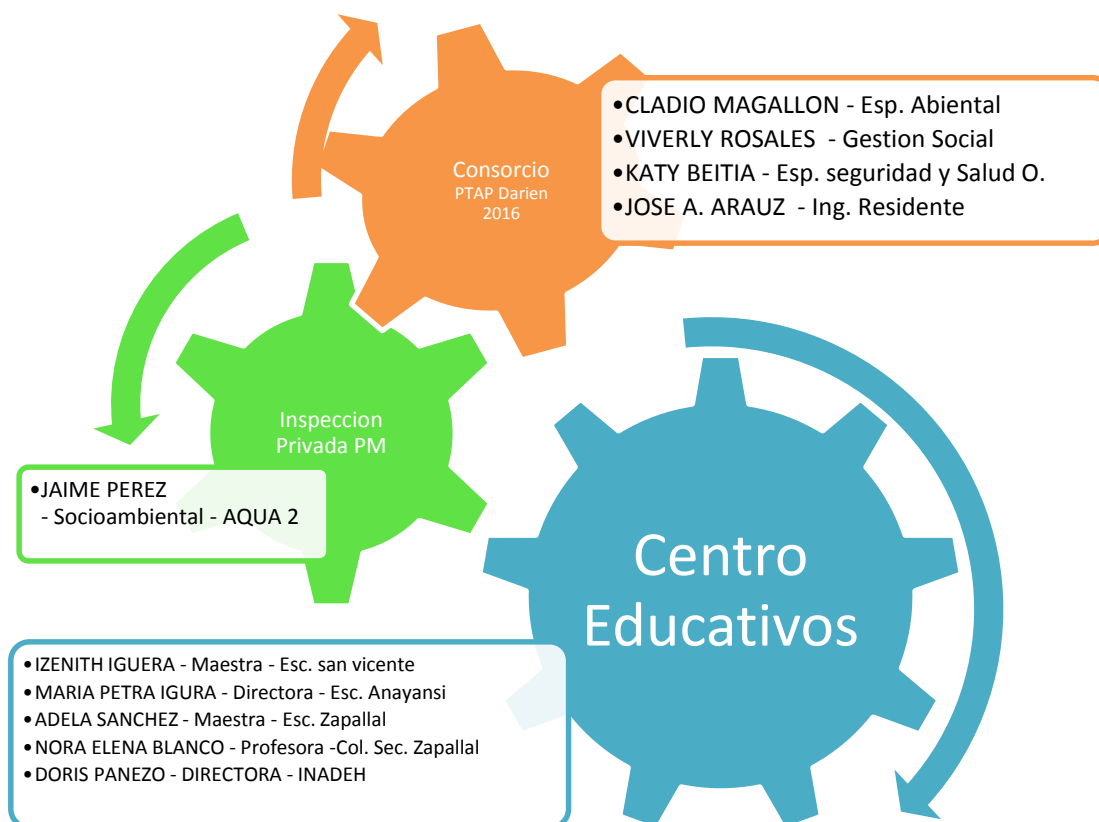 Consorcio
PTAP Darien
2016
•CLADIO MAGALLON - Esp. Abiental
•VIVERLY ROSALES - Gestion Social
•KATY BEITIA - Esp. seguridad y Salud O.
•JOSE A. ARAUZ - Ing. Residente
Inspeccion
Privada PM
•JAIME PEREZ
- Socioambiental - AQUA 2
Centro
Educativos
•IZENITH IGUERA - Maestra - Esc. san vicente
•MARIA PETRA IGURA - Directora - Esc. Anayansi
•ADELA SANCHEZ - Maestra - Esc. Zapallal
•NORA ELENA BLANCO - Profesora -Col. Sec. Zapallal
•DORIS PANEZO - DIRECTORA - INADEH